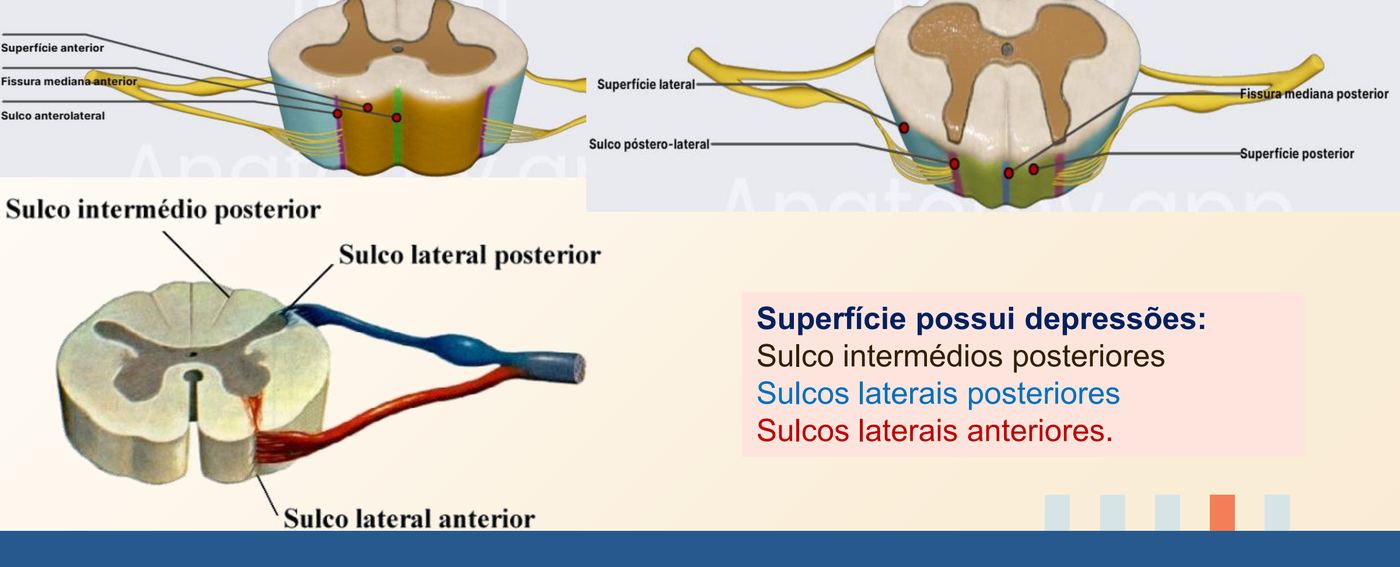 Superfície anterior
Fissura mediana anterior
Sulco anterolateral
Superfície lateral
Sulco póstero-lateral
Fissura mediana posterior
Superfície posterior
Sulco intermédio posterior
Sulco lateral posterior
Sulco lateral anterior
Superfície possui depressões:
Sulco intermédios posteriores
Sulcos laterais posteriores
Sulcos laterais anteriores.